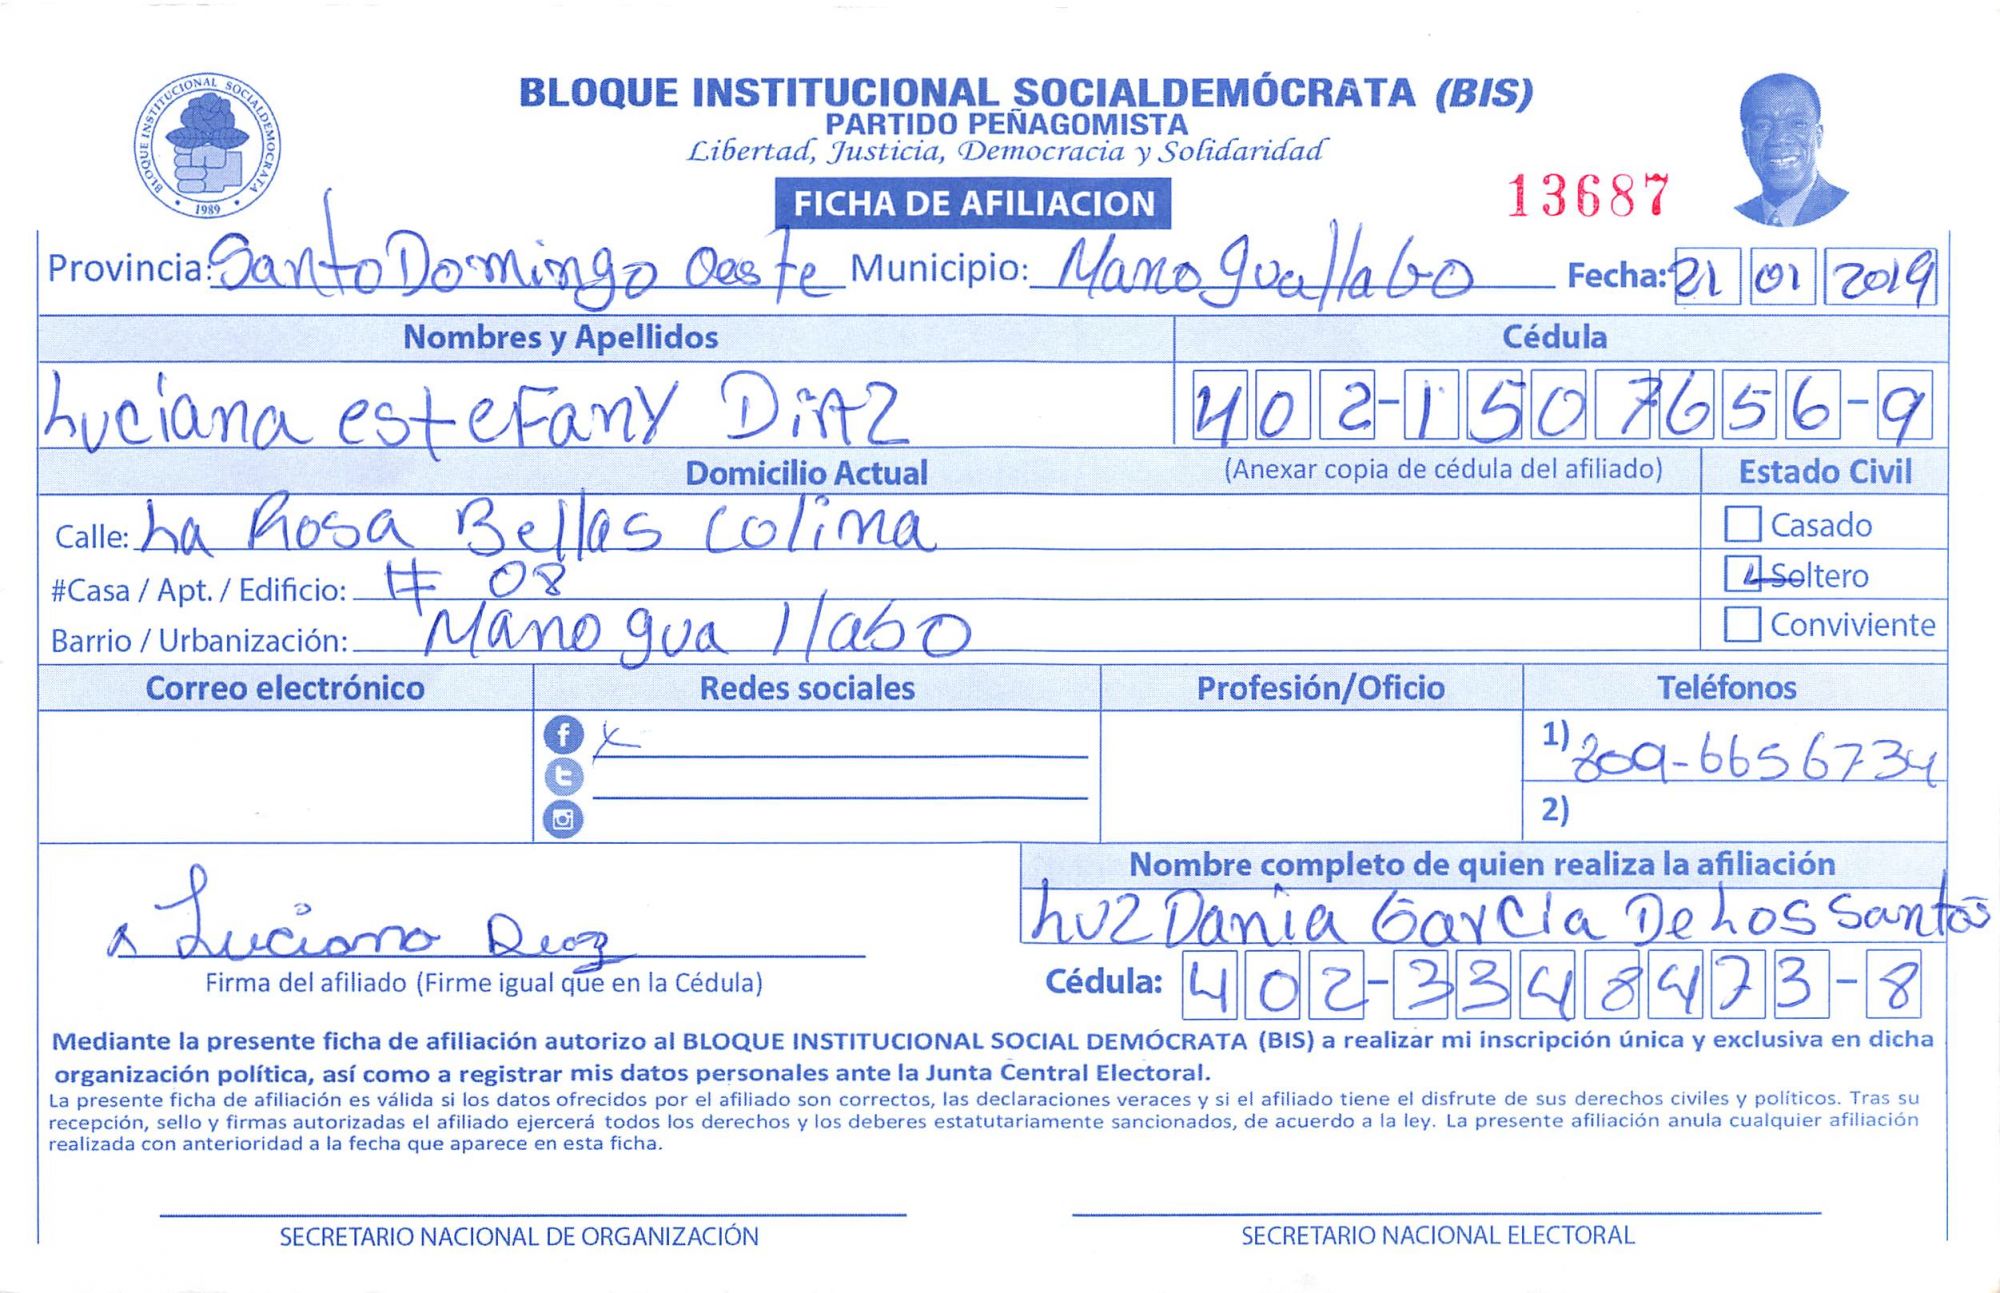 BLOQUE INSTITUCIONAL SOCIALDEMÓCRATA (BIS)
PARTIDO PEÑAGOMISTA
Libertad, Justicia, Democracia y Solidaridad
BLOQUE INSTITUCIONAL SOCIALDEMOCRATA
1989
FICHA DE AFILIACION
13687
Provincia: Santo Domingo Oeste Municipio: Mano guallabo Fecha: 21 01 2019
Nombres y Apellidos Cédula
Luciana esteFany DiAz 402-1507656-9
Domicilio Actual (Anexar copia de cédula del afiliado) Estado Civil
Calle: La Rosa Bellas Colima Casado
#Casa / Apt. / Edificio: # 08 Soltero
Barrio / Urbanización: Mano gua llabo Conviviente
Correo electrónico Redes sociales Profesión/Oficio Teléfonos
x 1) 809-6656734
2)
Nombre completo de quien realiza la afiliación
Luz Dania García De Los Santos
x Luciana Diaz
Firma del afiliado (Firme igual que en la Cédula) Cédula: 402-3348473-8
Mediante la presente ficha de afiliación autorizo al BLOQUE INSTITUCIONAL SOCIAL DEMÓCRATA (BIS) a realizar mi inscripción única y exclusiva en dicha
organización política, así como a registrar mis datos personales ante la Junta Central Electoral.
La presente ficha de afiliación es válida si los datos ofrecidos por el afiliado son correctos, las declaraciones veraces y si el afiliado tiene el disfrute de sus derechos civiles y políticos. Tras su
recepción, sello y firmas autorizadas el afiliado ejercerá todos los derechos y los deberes estatutariamente sancionados, de acuerdo a la ley. La presente afiliación anula cualquier afiliación
realizada con anterioridad a la fecha que aparece en esta ficha.
SECRETARIO NACIONAL DE ORGANIZACIÓN SECRETARIO NACIONAL ELECTORAL